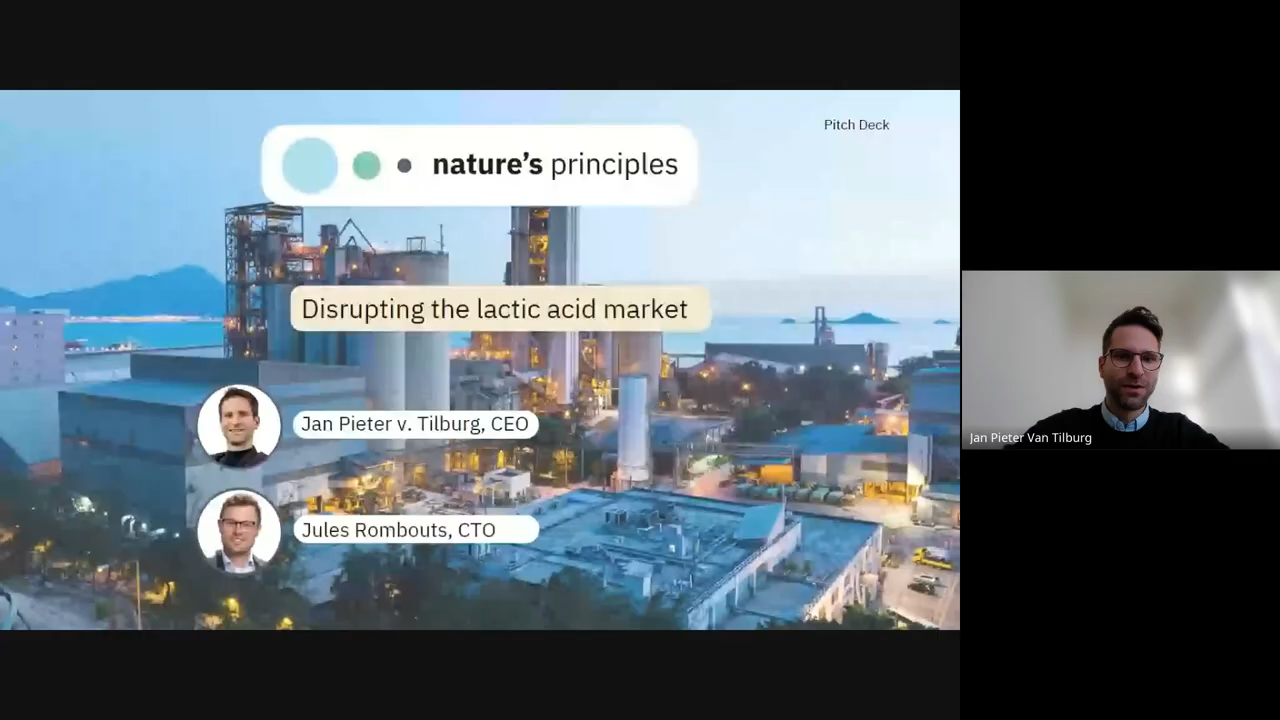 Pitch Deck
nature's principles
Disrupting the lactic acid market
Jan Pieter v. Tilburg, CEO
Jules Rombouts, CTO
Jan Pieter Van Tilburg